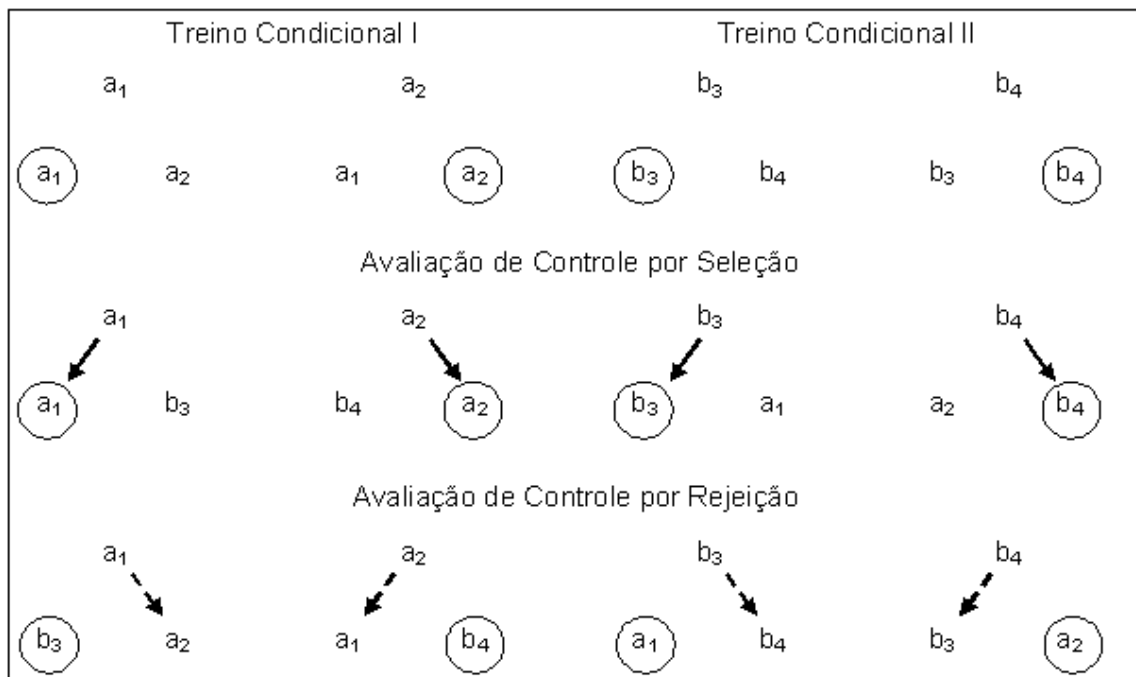 Treino Condicional I Treino Condicional II
a₁ a₂ b₃ b₄
a₁ a₂ a₁ a₂ b₃ b₄ b₃ b₄
Avaliação de Controle por Seleção
a₁ a₂ b₃ b₄
a₁ b₃ b₄ a₂ b₃ a₁ a₂ b₄
Avaliação de Controle por Rejeição
a₁ a₂ b₃ b₄
b₃ a₂ a₁ b₄ a₁ b₄ b₃ a₂